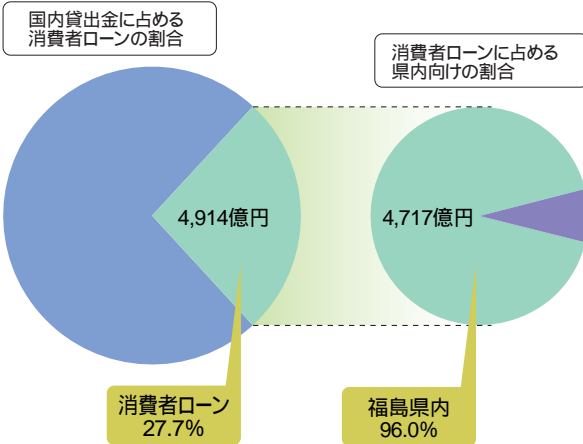 国内貸出金に占める
消費者ローンの割合
消費者ローンに占める
県内向けの割合
4,914億円
4,717億円
消費者ローン
27.7%
福島県内
96.0%